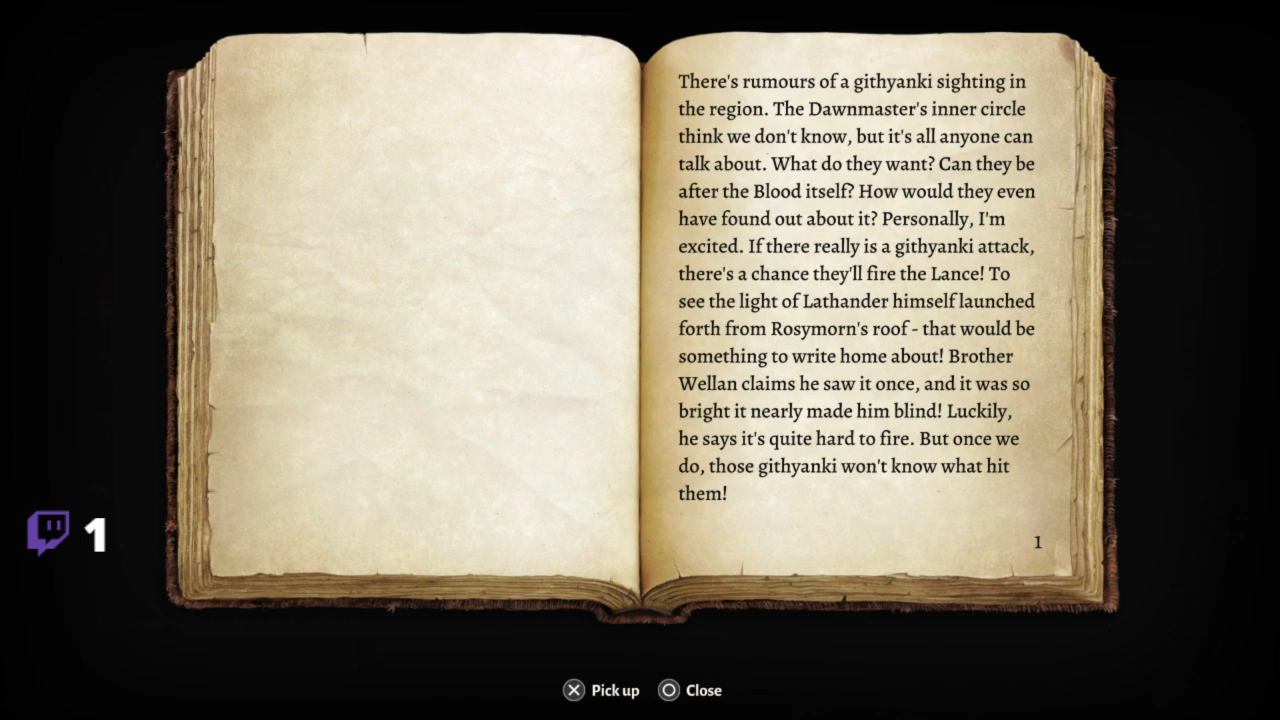 There's rumours of a githyanki sighting in
the region. The Dawnmaster's inner circle
think we don't know, but it's all anyone can
talk about. What do they want? Can they be
after the Blood itself? How would they even
have found out about it? Personally, I'm
excited. If there really is a githyanki attack,
there's a chance they'll fire the Lance! To
see the light of Lathander himself launched
forth from Rosymorn's roof - that would be
something to write home about! Brother
Wellan claims he saw it once, and it was so
bright it nearly made him blind! Luckily,
he says it's quite hard to fire. But once we
do, those githyanki won't know what hit
them!
1
1
Pick up
Close